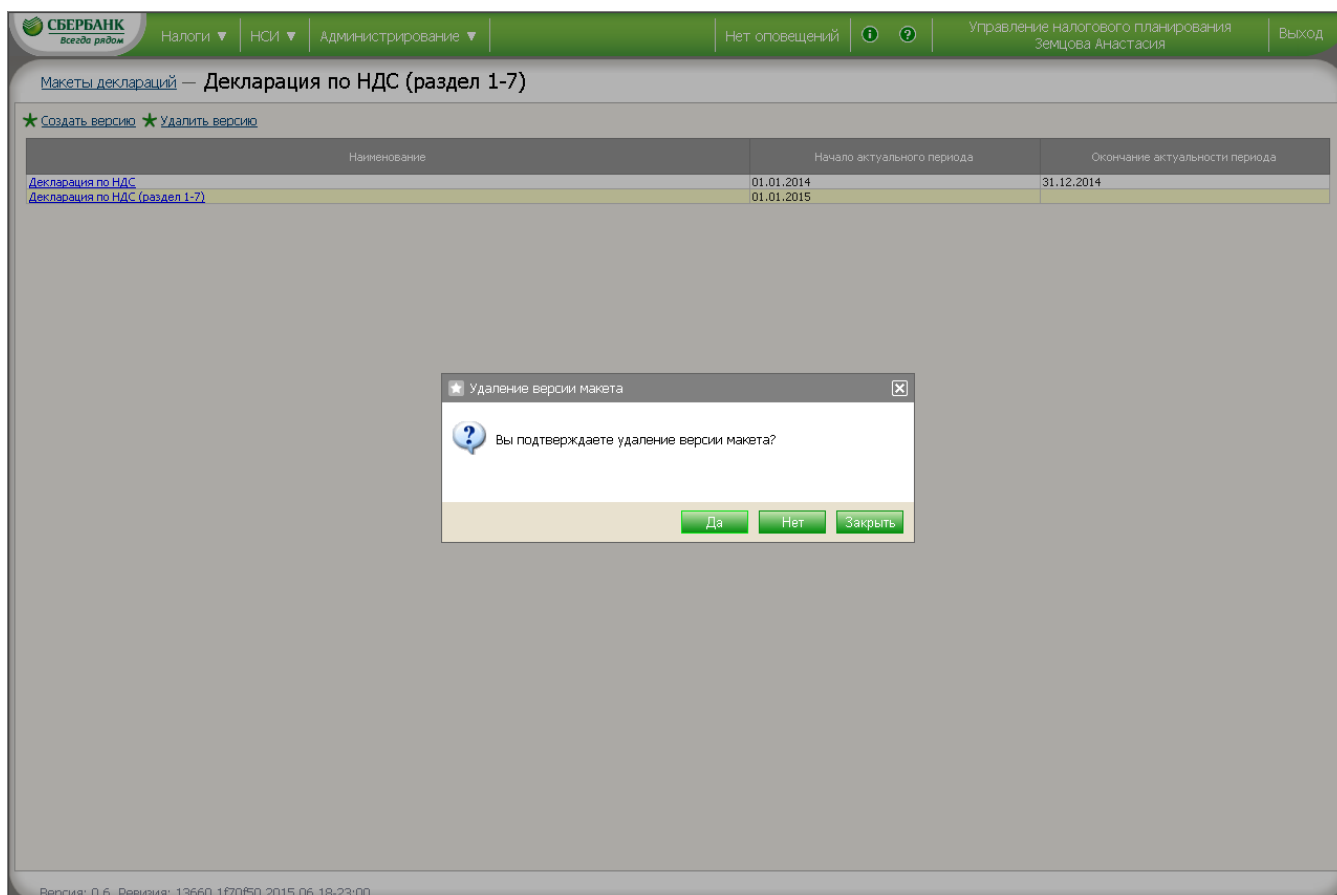 СБЕРБАНК
Всегда рядом
Налоги ▼
НСИ ▼
Администрирование ▼
Нет оповещений
Управление налогового планирования
Земцова Анастасия
Выход
Макеты деклараций — Декларация по НДС (раздел 1-7)
Создать версию Удалить версию
Наименование Начало актуального периода Окончание актуальности периода
Декларация по НДС 01.01.2014 31.12.2014
Декларация по НДС (раздел 1-7) 01.01.2015
Удаление версии макета
Вы подтверждаете удаление версии макета?
Да Нет Закрыть
Версия: 0.6, Ревизия: 13660.1f70f50.2015.06.18-23:00